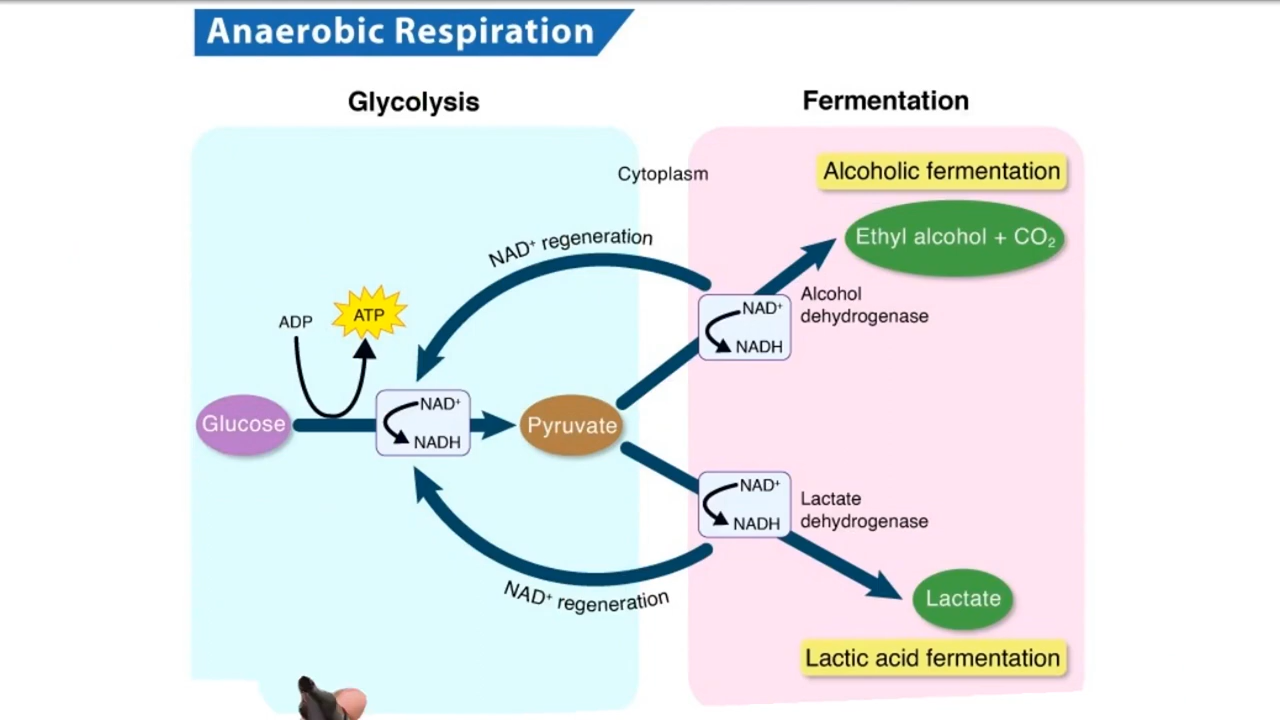 Anaerobic Respiration
Glycolysis
Fermentation
Cytoplasm
Alcoholic fermentation
Ethyl alcohol + CO₂
NAD⁺ regeneration
Alcohol
dehydrogenase
NAD⁺
NADH
ADP
ATP
Glucose
NAD⁺
NADH
Pyruvate
NAD⁺
NADH
Lactate
dehydrogenase
NAD⁺ regeneration
Lactate
Lactic acid fermentation